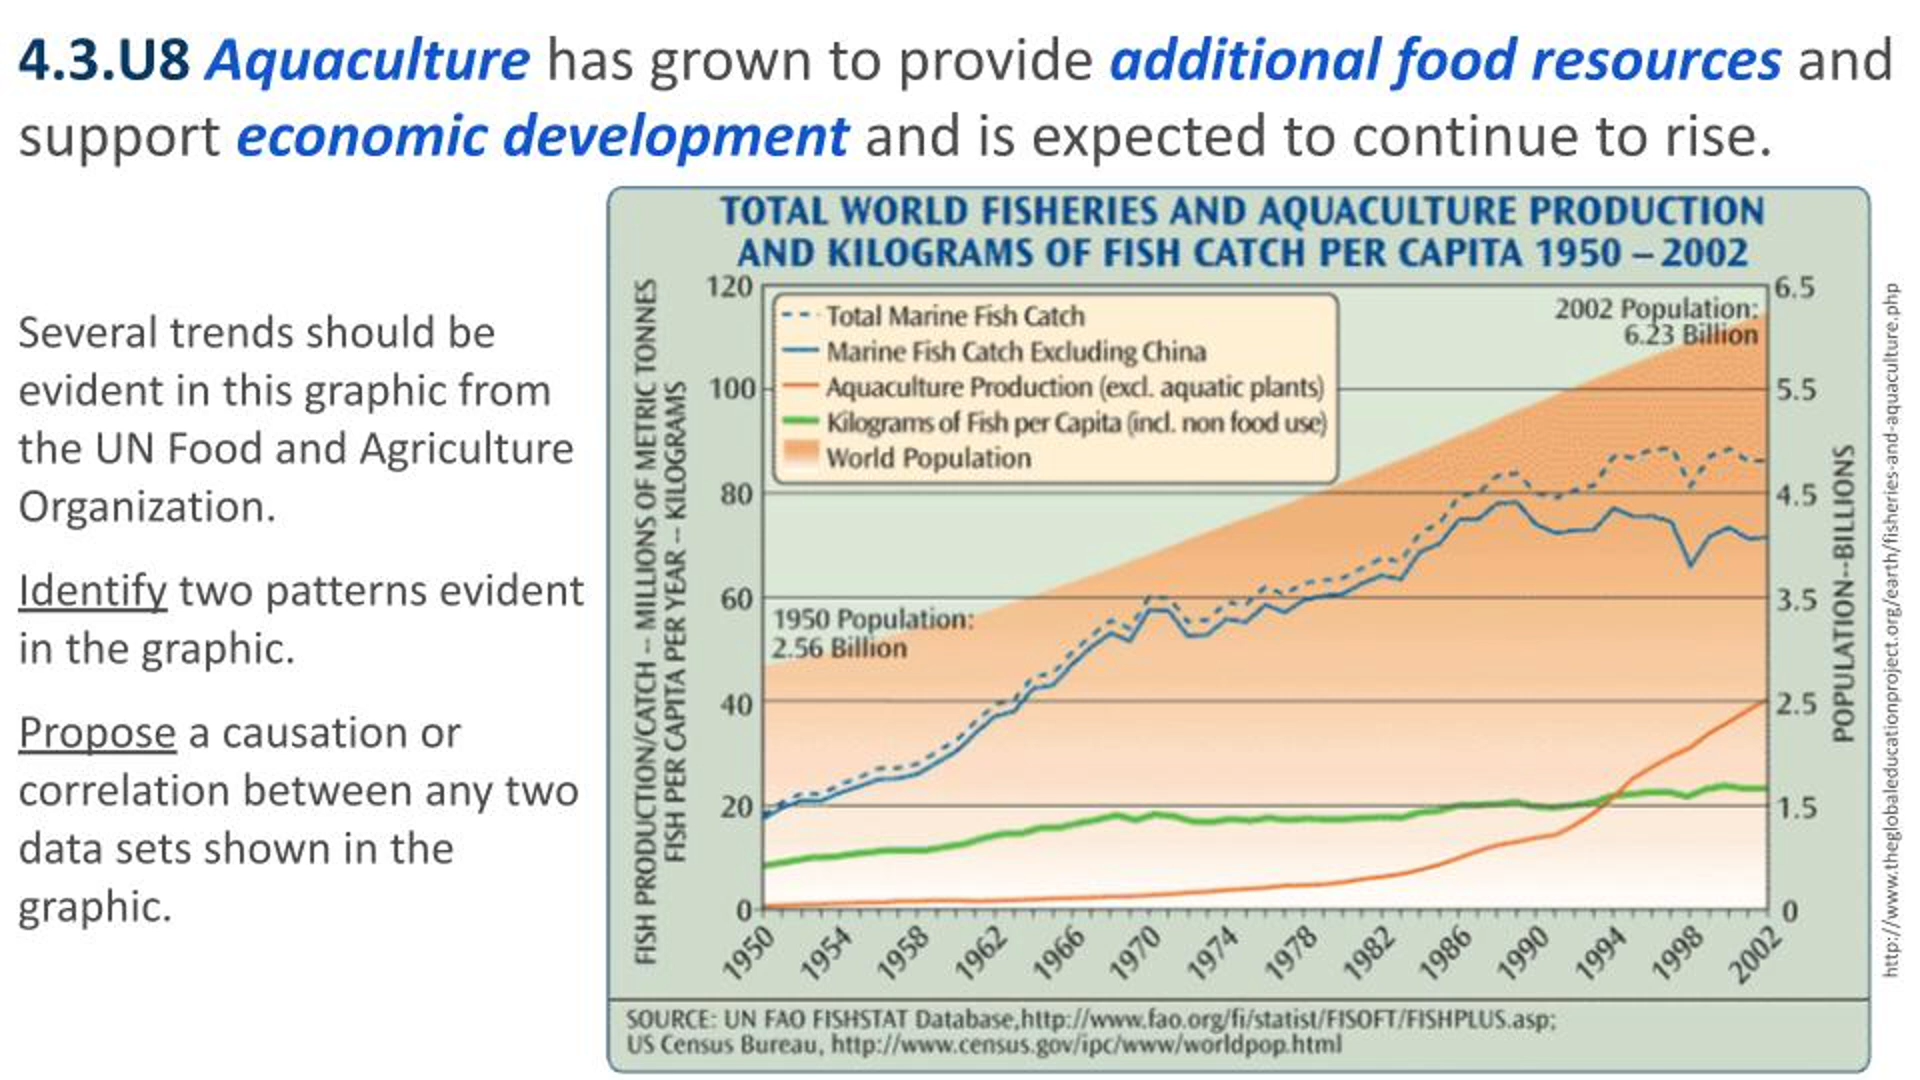 4.3.U8 Aquaculture has grown to provide additional food resources and
support economic development and is expected to continue to rise.
Several trends should be
evident in this graphic from
the UN Food and Agriculture
Organization.
Identify two patterns evident
in the graphic.
Propose a causation or
correlation between any two
data sets shown in the
graphic.
TOTAL WORLD FISHERIES AND AQUACULTURE PRODUCTION
AND KILOGRAMS OF FISH CATCH PER CAPITA 1950 – 2002
FISH PRODUCTION/CATCH -- MILLIONS OF METRIC TONNES
FISH PER CAPITA PER YEAR -- KILOGRAMS
120
100
80
60
40
20
0
Total Marine Fish Catch
Marine Fish Catch Excluding China
Aquaculture Production (excl. aquatic plants)
Kilograms of Fish per Capita (incl. non food use)
World Population
2002 Population:
6.23 Billion
1950 Population:
2.56 Billion
6.5
5.5
4.5
3.5
2.5
1.5
0
POPULATION--BILLIONS
1950 1954 1958 1962 1966 1970 1974 1978 1982 1986 1990 1994 1998 2002
SOURCE: UN FAO FISHSTAT Database,http://www.fao.org/fi/statist/FISOFT/FISHPLUS.asp;
US Census Bureau, http://www.census.gov/ipc/www/worldpop.html
http://www.theglobaleducationproject.org/earth/fisheries-and-aquaculture.php